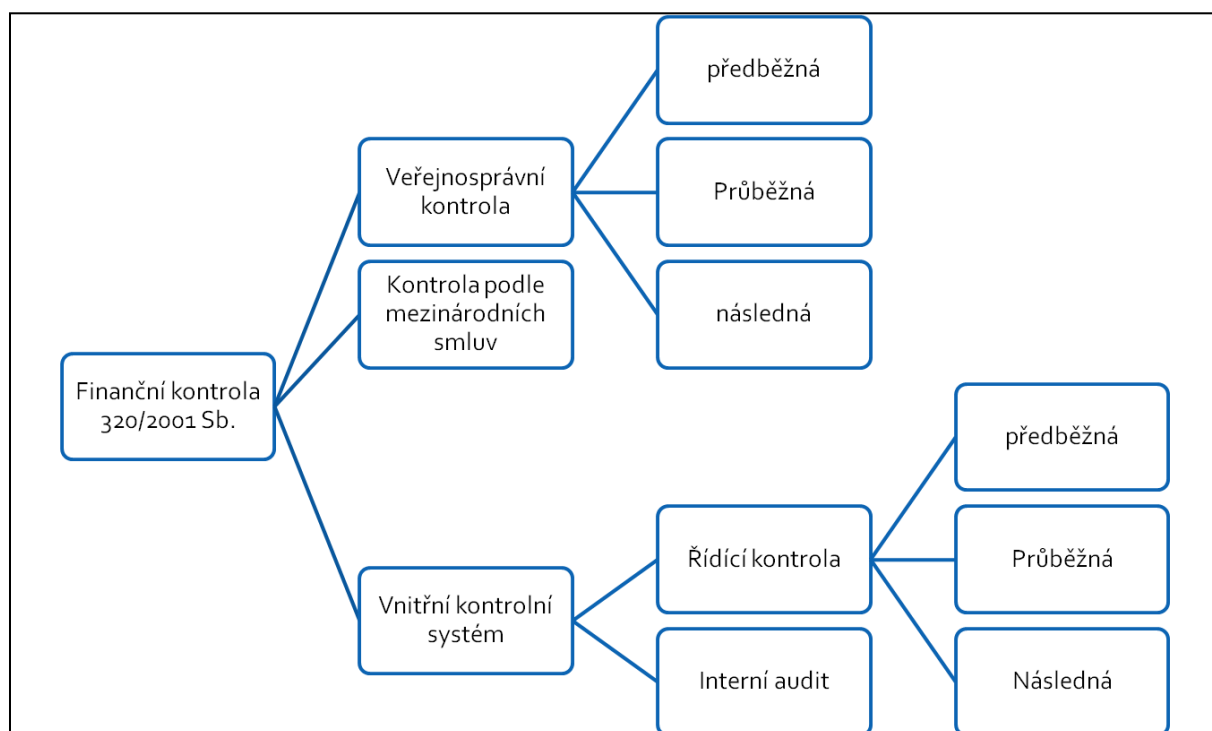 předběžná
Veřejnosprávní
kontrola
Průběžná
následná
Kontrola podle
mezinárodních
smluv
Finanční kontrola
320/2001 Sb.
předběžná
Řídící kontrola
Průběžná
Vnitřní kontrolní
systém
Interní audit
Následná